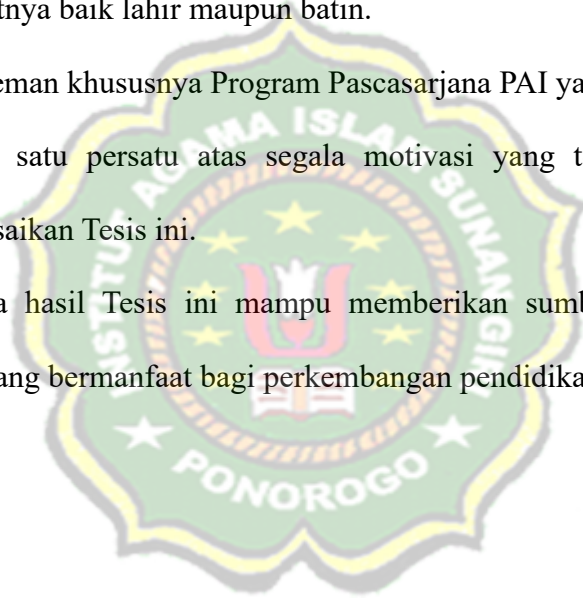 tnya baik lahir maupun batin.
eman khususnya Program Pascasarjana PAI ya
satu persatu atas segala motivasi yang t
saikan Tesis ini.
a hasil Tesis ini mampu memberikan sumb
ang bermanfaat bagi perkembangan pendidika
INSTITUT AGAMA ISLAM SUNAN GIRI
PONOROGO